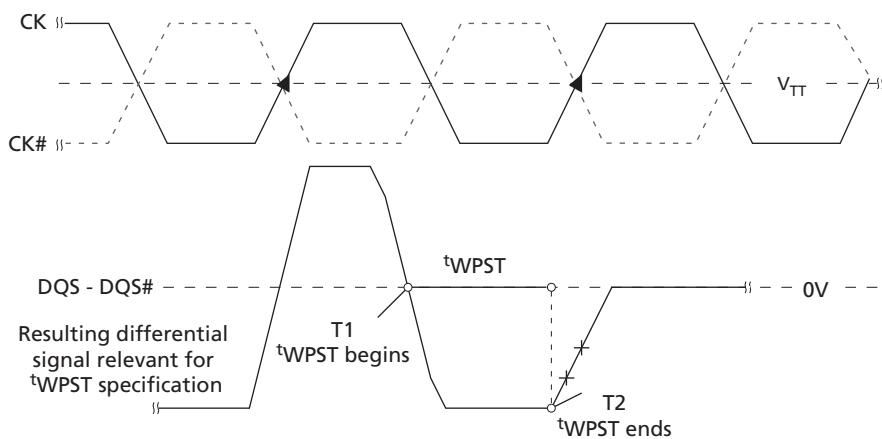 CK
V_TT
CK#
tWPST
DQS - DQS#
0V
T1
tWPST begins
Resulting differential
signal relevant for
tWPST specification
T2
tWPST ends